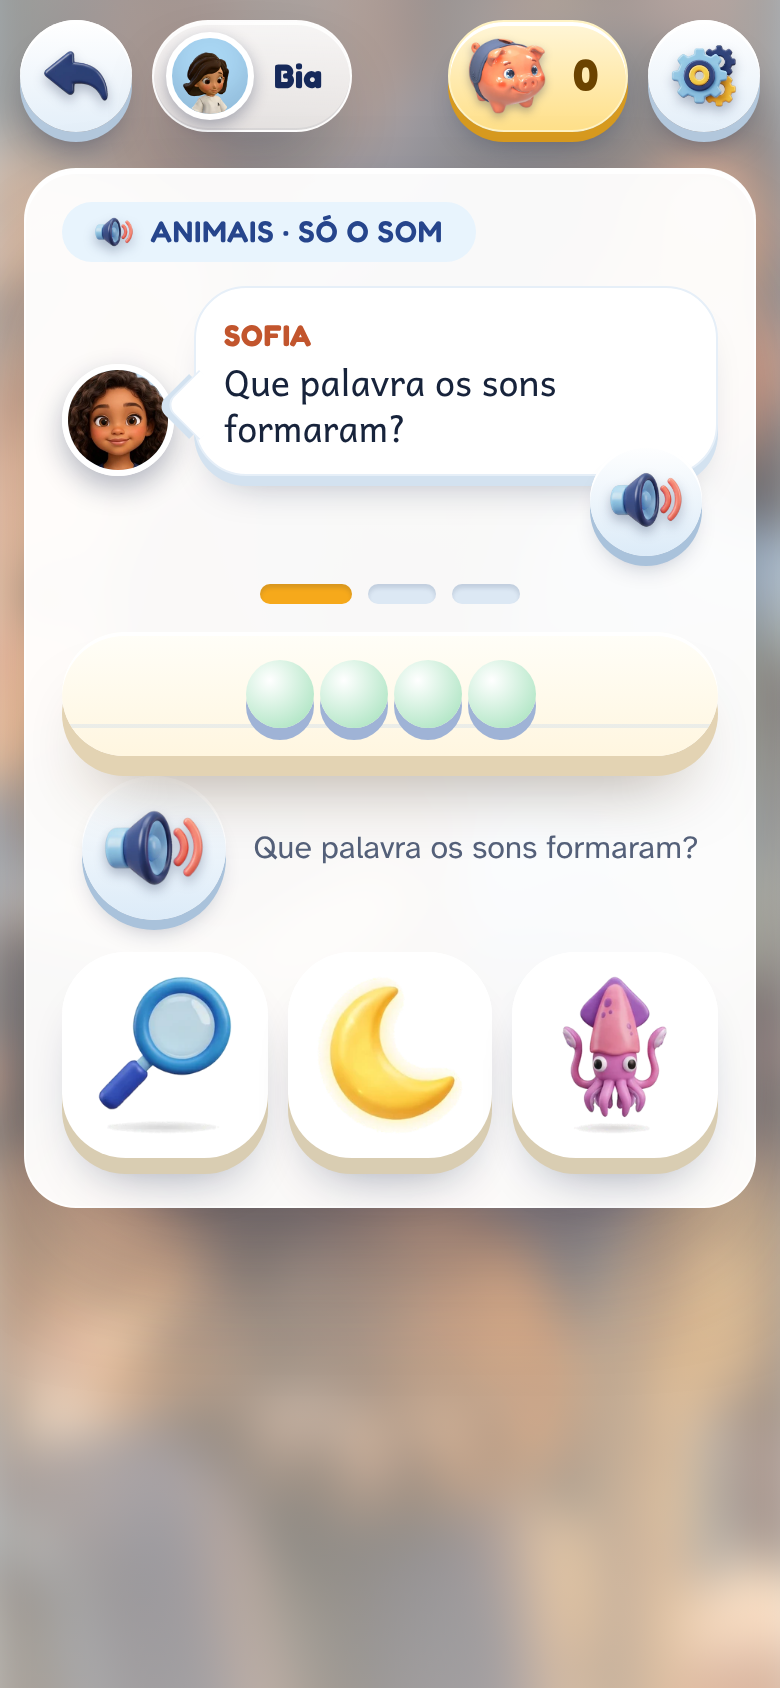 Bia
0
ANIMAIS · SÓ O SOM
SOFIA
Que palavra os sons
formaram?
Que palavra os sons formaram?